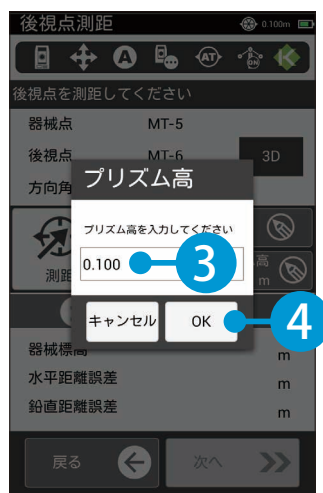 後視点測距 0.100m
A AT ON
後視点を測距してください
器械点 MT-5
後視点 MT-6 3D
方向角
プリズム高
プリズム高を入力してください
0.100 3
キャンセル OK 4
測距 高
m
器械標高 m
水平距離誤差 m
鉛直距離誤差 m
戻る 次へ